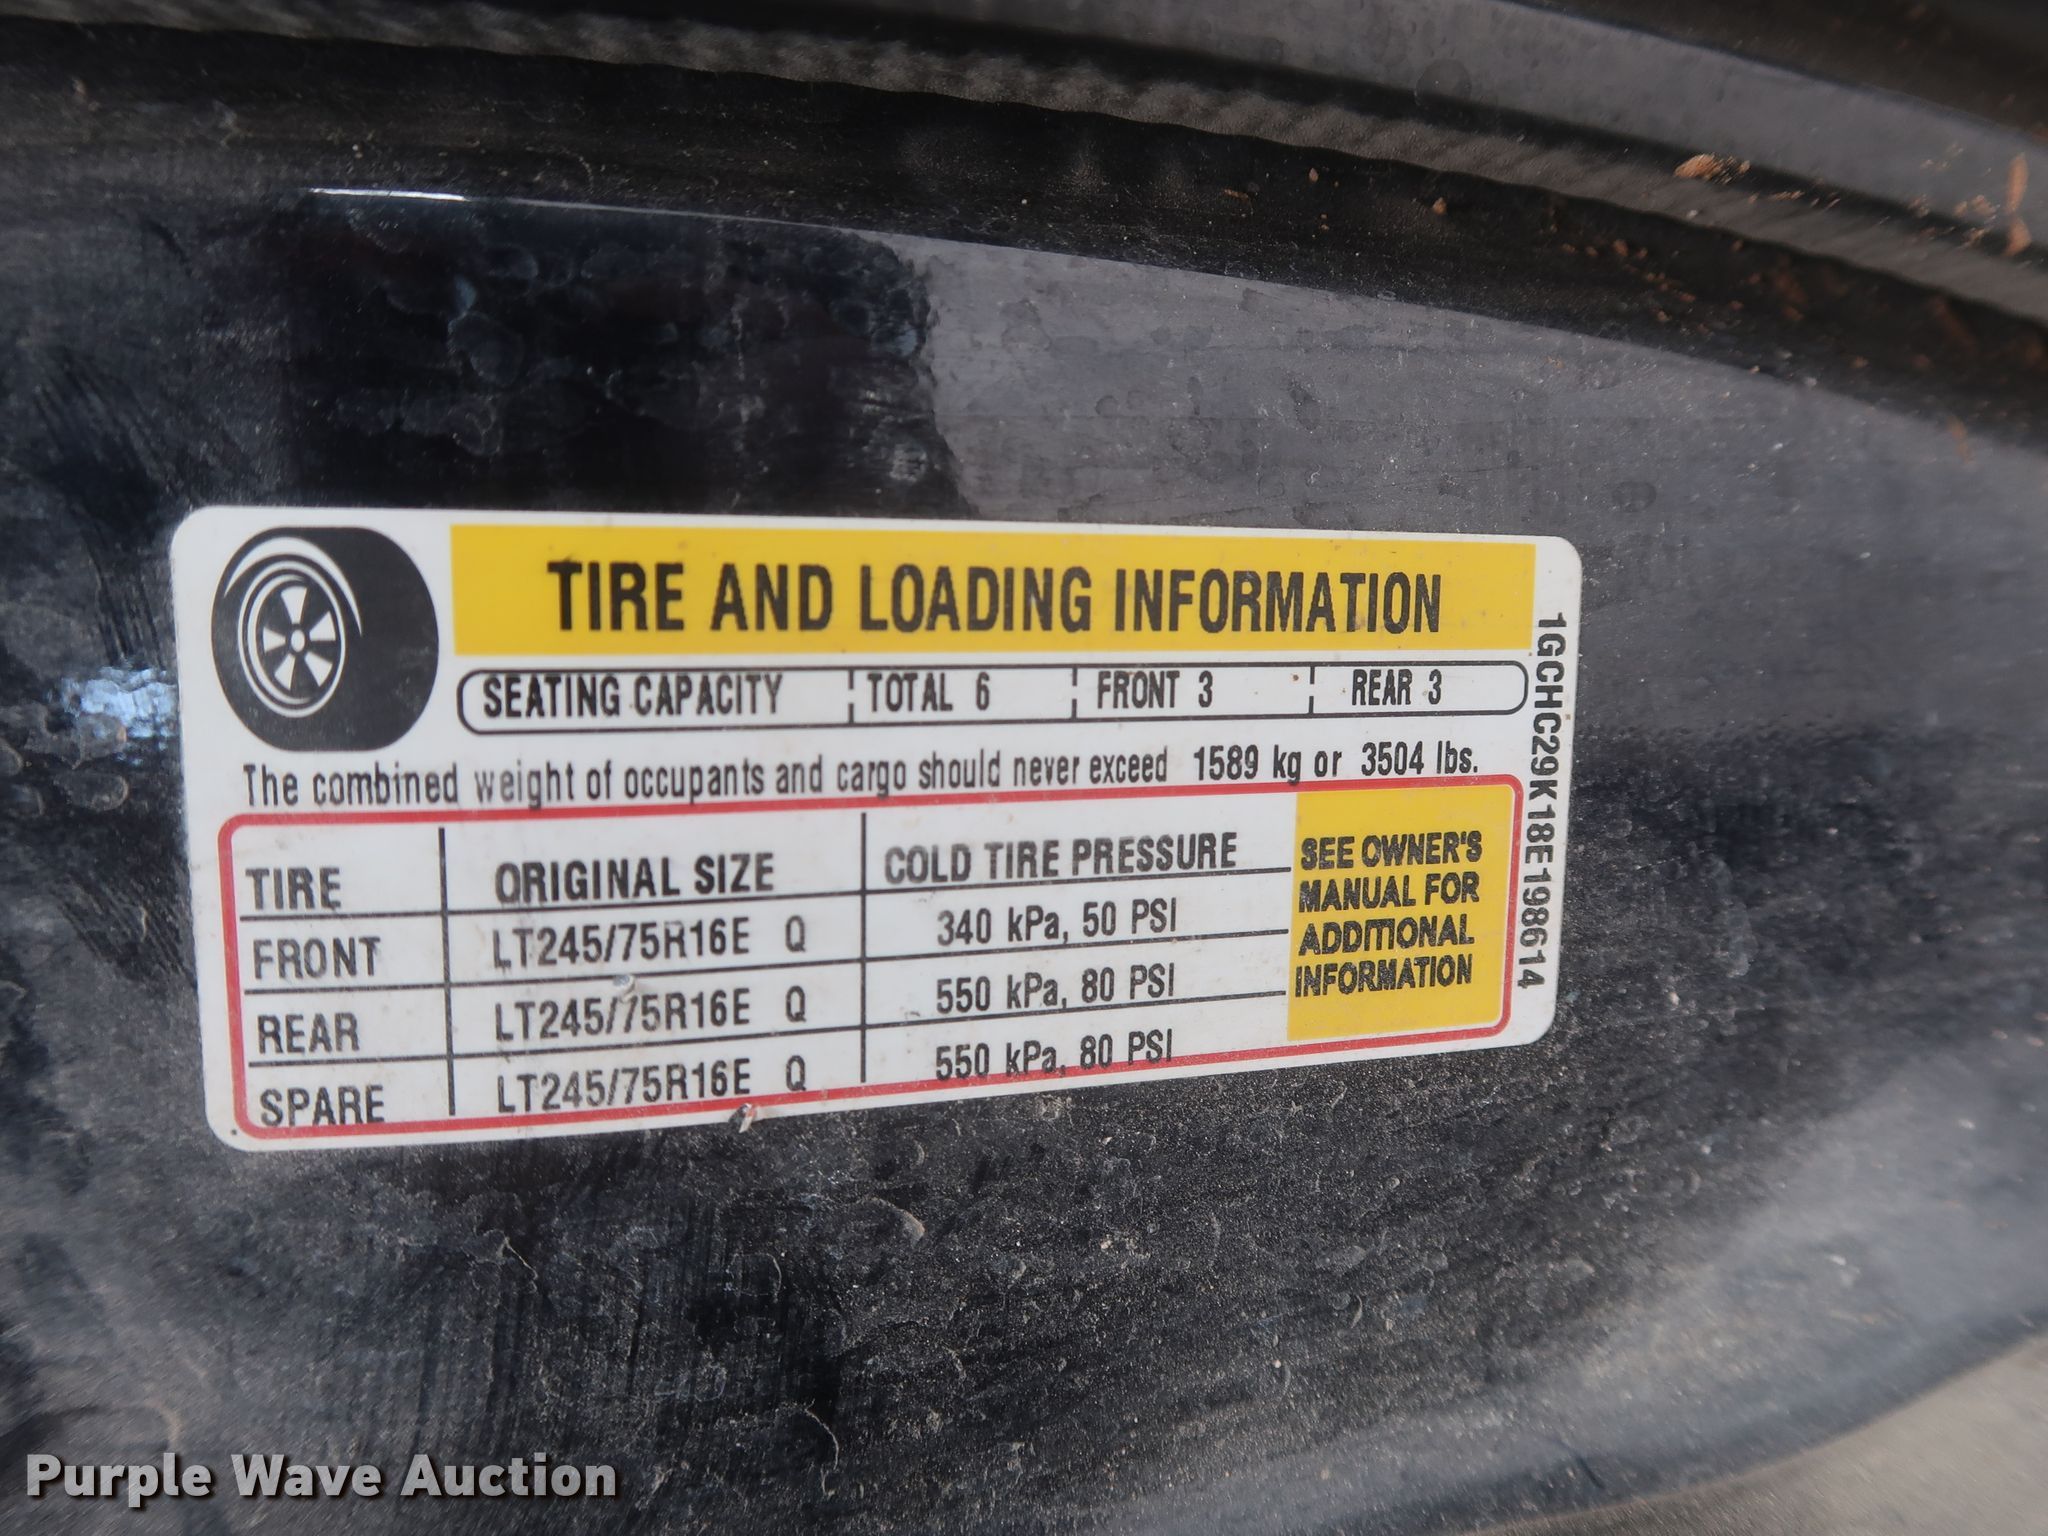 TIRE AND LOADING INFORMATION
SEATING CAPACITY TOTAL 6 FRONT 3 REAR 3
The combined weight of occupants and cargo should never exceed 1589 kg or 3504 lbs.
TIRE ORIGINAL SIZE COLD TIRE PRESSURE
FRONT LT245/75R16E Q 340 kPa, 50 PSI
REAR LT245/75R16E Q 550 kPa, 80 PSI
SPARE LT245/75R16E Q 550 kPa, 80 PSI
SEE OWNER'S
MANUAL FOR
ADDITIONAL
INFORMATION
1GCHC29K18E198614
Purple Wave Auction